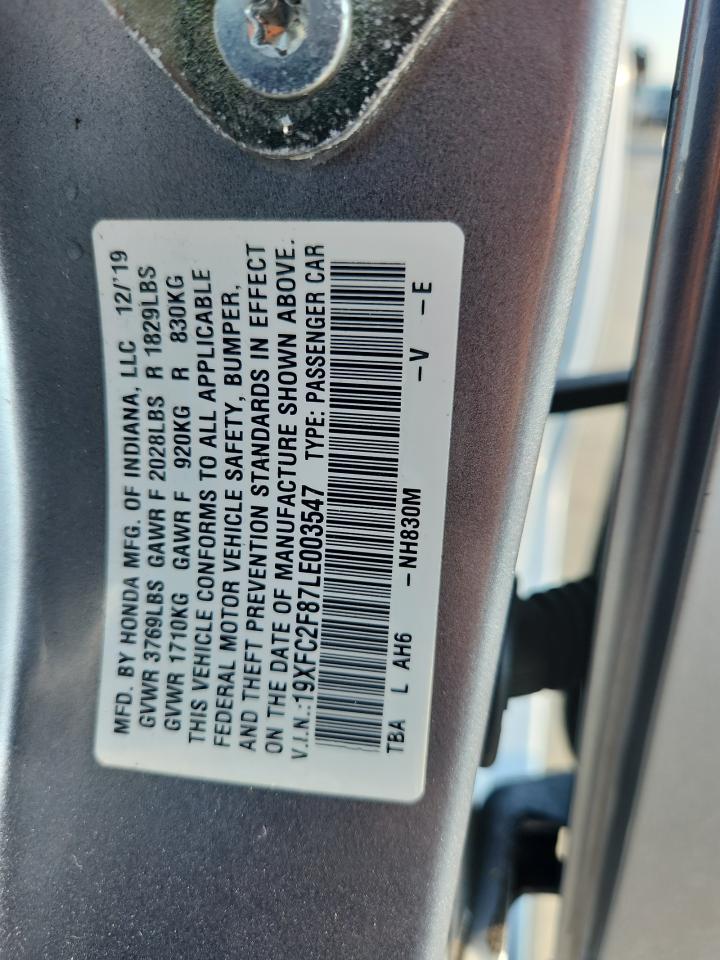 MFD. BY HONDA MFG. OF INDIANA, LLC 12/'19
GVWR 3769LBS GAWR F 2028LBS R 1829LBS
GVWR 1710KG GAWR F 920KG R 830KG
THIS VEHICLE CONFORMS TO ALL APPLICABLE
FEDERAL MOTOR VEHICLE SAFETY, BUMPER,
AND THEFT PREVENTION STANDARDS IN EFFECT
ON THE DATE OF MANUFACTURE SHOWN ABOVE.
V.I.N.:19XFC2F87LE003547 TYPE: PASSENGER CAR
TBA L AH6 -NH830M -V -E